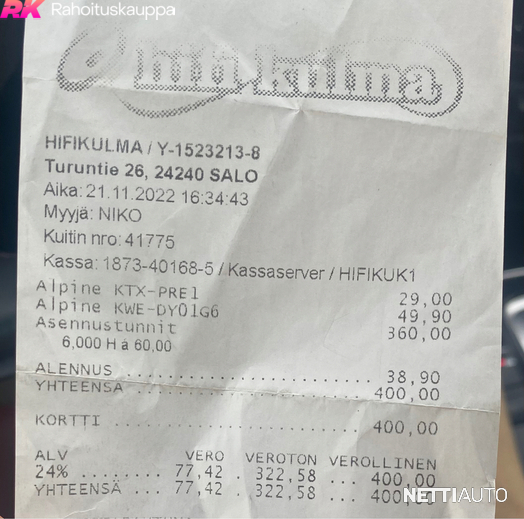 RK Rahoituskauppa
hifi kulma
HIFIKULMA / Y-1523213-8
Turuntie 26, 24240 SALO
Aika: 21.11.2022 16:34:43
Myyjä: NIKO
Kuitin nro: 41775
Kassa: 1873-40168-5 / Kassaserver / HIFIKUK1
Alpine KTX-PRE1 29,00
Alpine KWE-DY01G6 49,90
Asennustunnit 360,00
6,000 H à 60,00
ALENNUS ........................ 38,90
YHTEENSÄ ....................... 400,00
KORTTI ......................... 400,00
ALV VERO VEROTON VEROLLINEN
24% ........ 77,42 . 322,58 ... 400,00
YHTEENSÄ ... 77,42 . 322,58 ... 400,00
NETTIAUTO